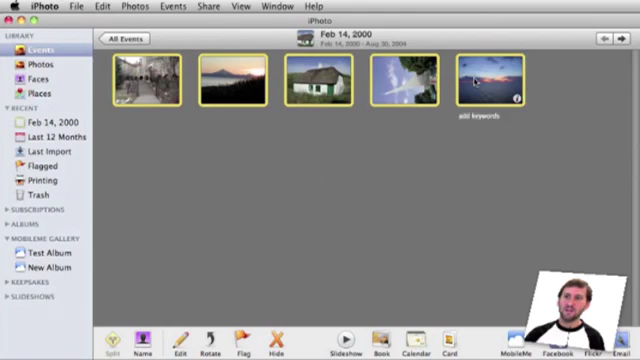 iPhoto File Edit Photos Events Share View Window Help
iPhoto
LIBRARY
Events
Photos
Faces
Places
RECENT
Feb 14, 2000
Last 12 Months
Last Import
Flagged
Printing
Trash
SUBSCRIPTIONS
ALBUMS
MOBILEME GALLERY
Test Album
New Album
KEEPSAKES
SLIDESHOWS
All Events
Feb 14, 2000
Feb 14, 2000 - Aug 30, 2004
add keywords
Split Name Edit Rotate Flag Hide Slideshow Book Calendar Card MobileMe Facebook Flickr Email